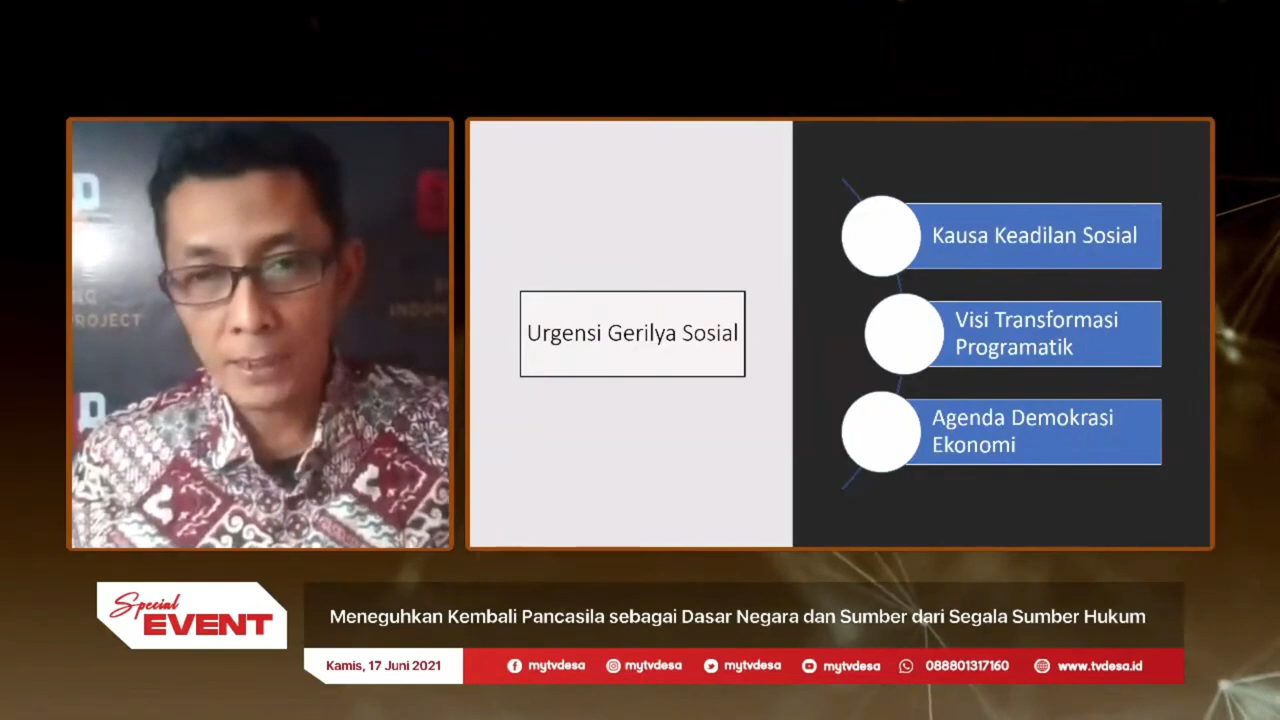 ROJECT
Urgensi Gerilya Sosial
Kausa Keadilan Sosial
Visi Transformasi
Programatik
Agenda Demokrasi
Ekonomi
Special
EVENT
Meneguhkan Kembali Pancasila sebagai Dasar Negara dan Sumber dari Segala Sumber Hukum
Kamis, 17 Juni 2021
mytvdesa
mytvdesa
mytvdesa
mytvdesa
088801317160
www.tvdesa.id